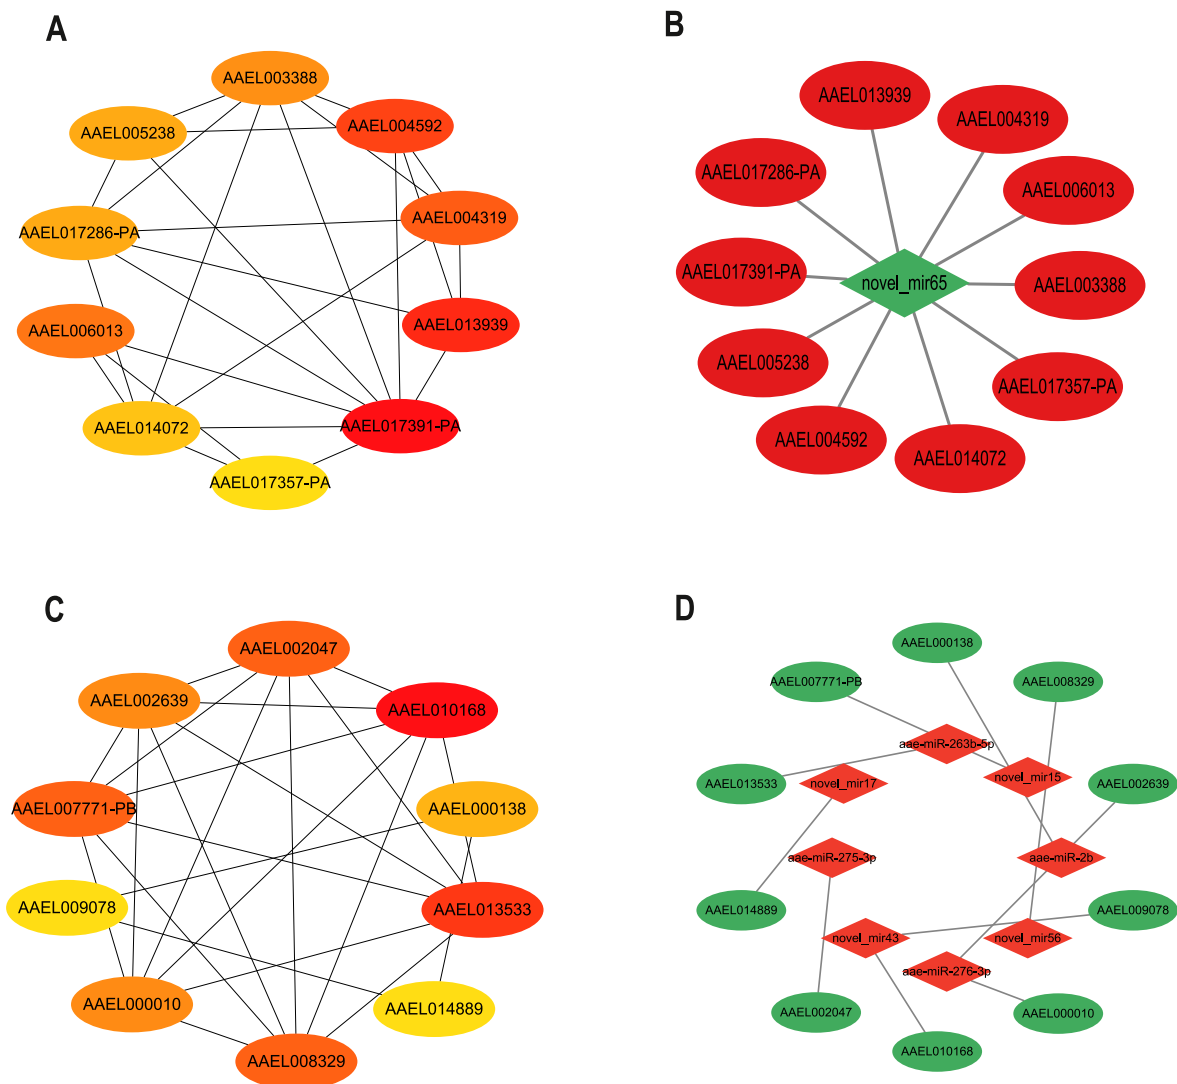 A
AAEL003388
AAEL005238
AAEL004592
AAEL004319
AAEL017286-PA
AAEL006013
AAEL013939
AAEL014072
AAEL017391-PA
AAEL017357-PA
B
AAEL013939
AAEL004319
AAEL017286-PA
AAEL006013
AAEL017391-PA
novel_mir65
AAEL003388
AAEL005238
AAEL017357-PA
AAEL004592
AAEL014072
C
AAEL002047
AAEL002639
AAEL010168
AAEL007771-PB
AAEL000138
AAEL009078
AAEL013533
AAEL000010
AAEL014889
AAEL008329
D
AAEL000138
AAEL007771-PB
AAEL008329
aae-miR-263b-5p
AAEL013533
novel_mir17
novel_mir15
AAEL002639
aae-miR-275-3p
aae-miR-2b
AAEL014889
AAEL009078
novel_mir43
novel_mir56
aae-miR-276-3p
AAEL002047
AAEL000010
AAEL010168